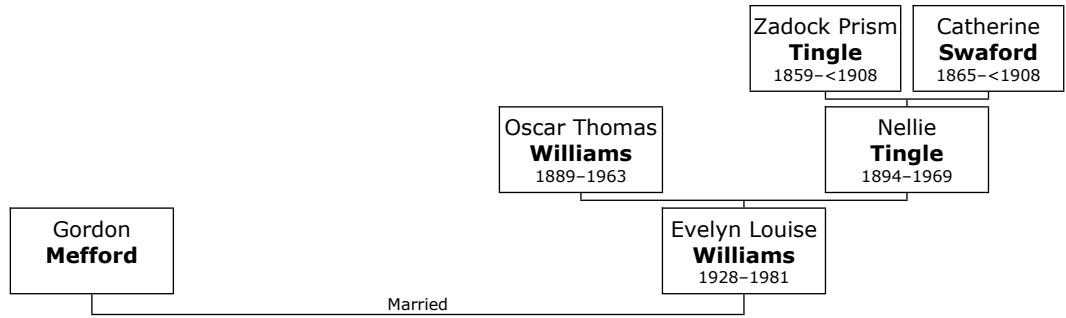 Zadock Prism
Tingle
1859–<1908
Catherine
Swaford
1865–<1908
Oscar Thomas
Williams
1889–1963
Nellie
Tingle
1894–1969
Gordon
Mefford
Evelyn Louise
Williams
1928–1981
Married